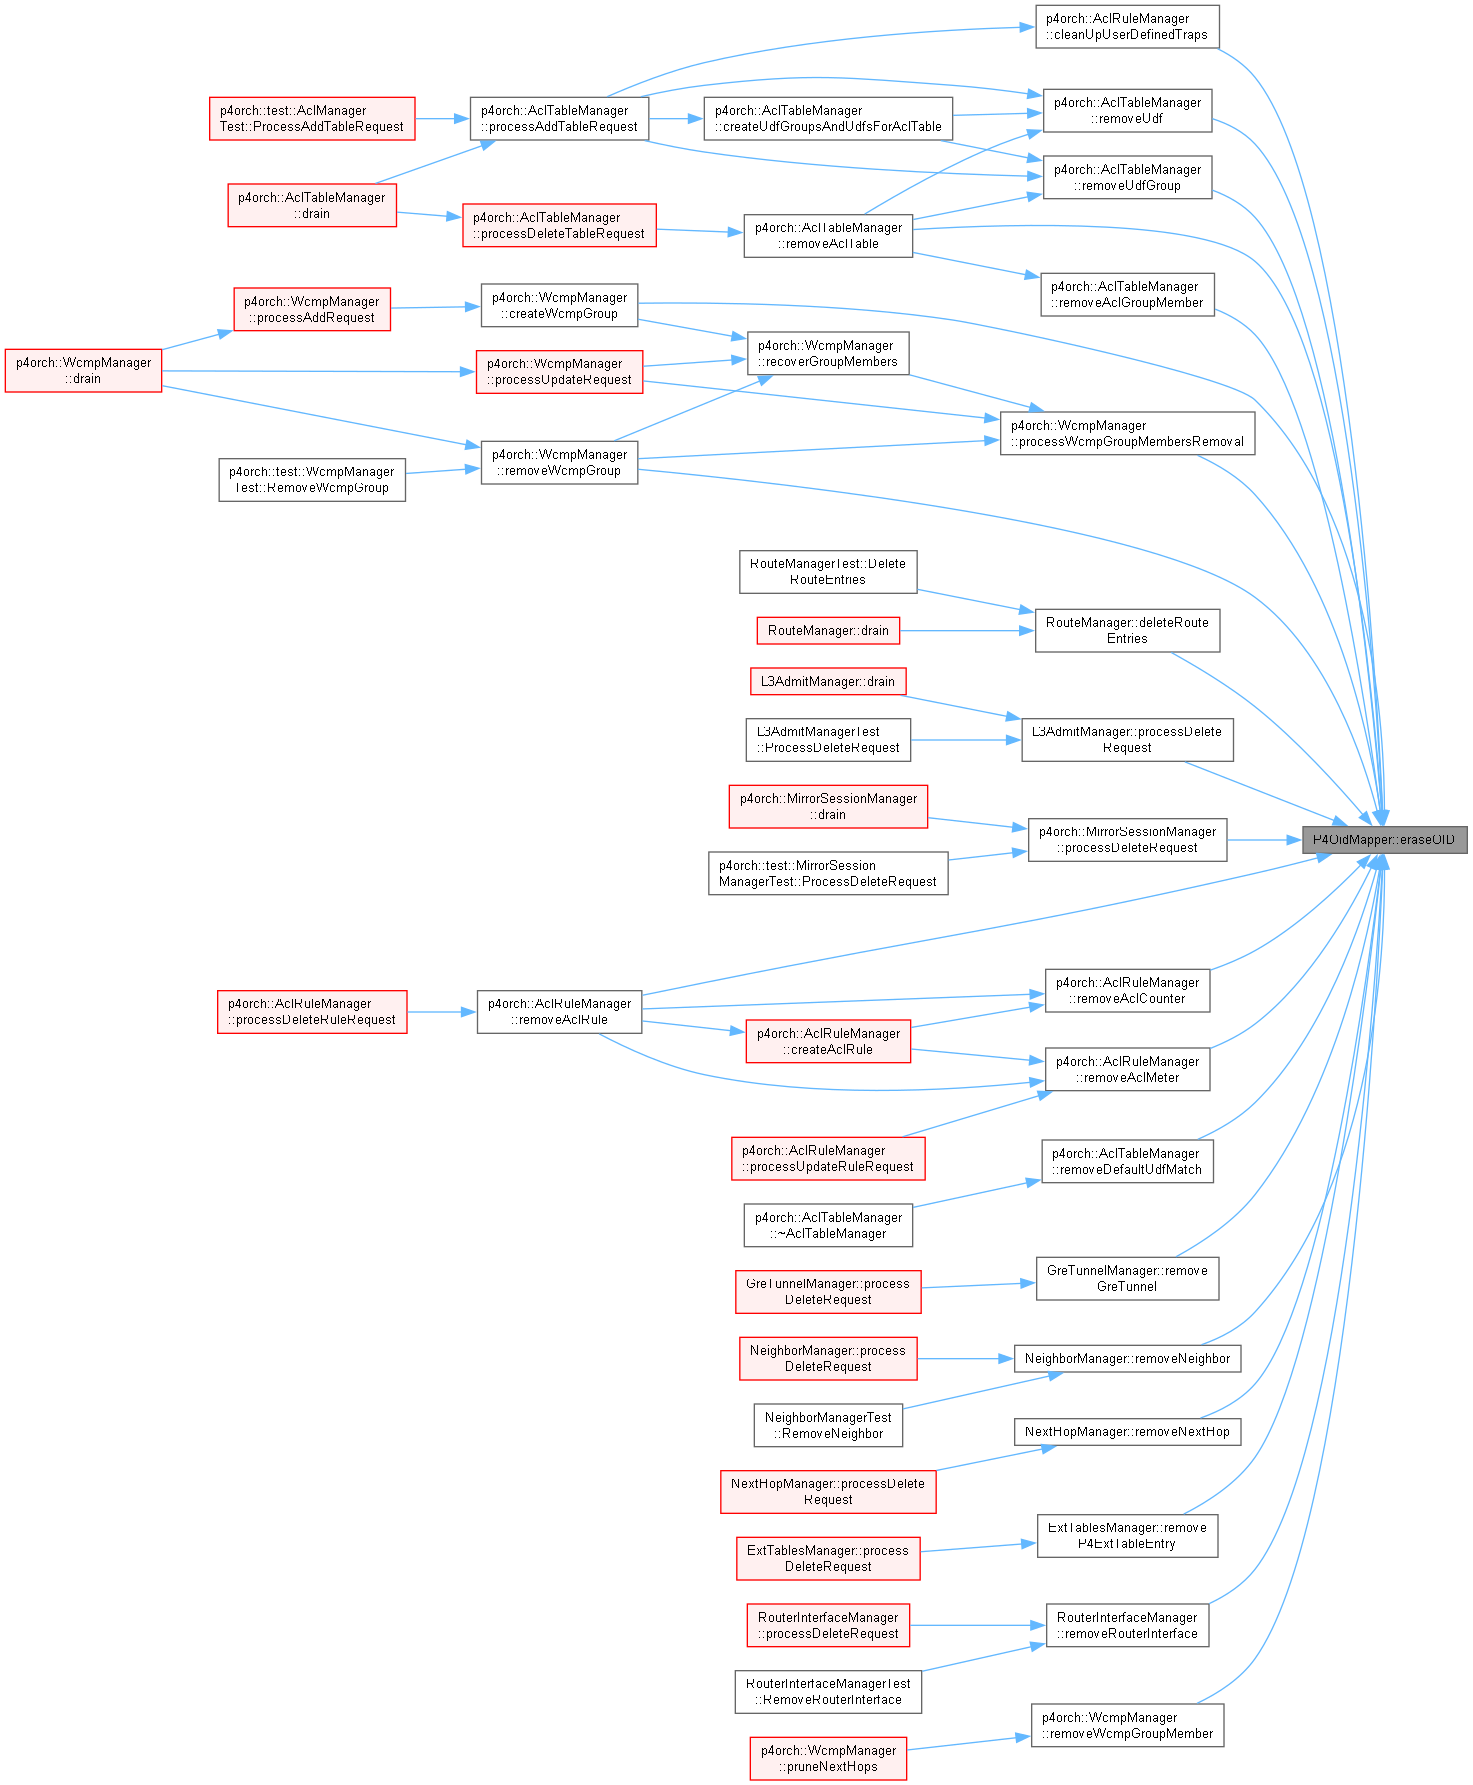 p4orch::AclRuleManager
::cleanUpUserDefinedTraps
p4orch::test::AclManager
Test::ProcessAddTableRequest
p4orch::AclTableManager
::processAddTableRequest
p4orch::AclTableManager
::createUdfGroupsAndUdfsForAclTable
p4orch::AclTableManager
::removeUdf
p4orch::AclTableManager
::removeUdfGroup
p4orch::AclTableManager
::drain
p4orch::AclTableManager
::processDeleteTableRequest
p4orch::AclTableManager
::removeAclTable
p4orch::AclTableManager
::removeAclGroupMember
p4orch::WcmpManager
::processAddRequest
p4orch::WcmpManager
::createWcmpGroup
p4orch::WcmpManager
::recoverGroupMembers
p4orch::WcmpManager
::drain
p4orch::WcmpManager
::processUpdateRequest
p4orch::WcmpManager
::processWcmpGroupMembersRemoval
p4orch::WcmpManager
::removeWcmpGroup
p4orch::test::WcmpManager
Test::RemoveWcmpGroup
RouteManagerTest::Delete
RouteEntries
RouteManager::drain
RouteManager::deleteRoute
Entries
L3AdmitManager::drain
L3AdmitManagerTest
::ProcessDeleteRequest
L3AdmitManager::processDelete
Request
p4orch::MirrorSessionManager
::drain
p4orch::MirrorSessionManager
::processDeleteRequest
P4OidMapper::eraseOID
p4orch::test::MirrorSession
ManagerTest::ProcessDeleteRequest
p4orch::AclRuleManager
::processDeleteRuleRequest
p4orch::AclRuleManager
::removeAclRule
p4orch::AclRuleManager
::removeAclCounter
p4orch::AclRuleManager
::createAclRule
p4orch::AclRuleManager
::removeAclMeter
p4orch::AclRuleManager
::processUpdateRuleRequest
p4orch::AclTableManager
::removeDefaultUdfMatch
p4orch::AclTableManager
::~AclTableManager
GreTunnelManager::process
DeleteRequest
GreTunnelManager::remove
GreTunnel
NeighborManager::process
DeleteRequest
NeighborManager::removeNeighbor
NeighborManagerTest
::RemoveNeighbor
NextHopManager::removeNextHop
NextHopManager::processDelete
Request
ExtTablesManager::remove
P4ExtTableEntry
ExtTablesManager::process
DeleteRequest
RouterInterfaceManager
::processDeleteRequest
RouterInterfaceManager
::removeRouterInterface
RouterInterfaceManagerTest
::RemoveRouterInterface
p4orch::WcmpManager
::removeWcmpGroupMember
p4orch::WcmpManager
::pruneNextHops